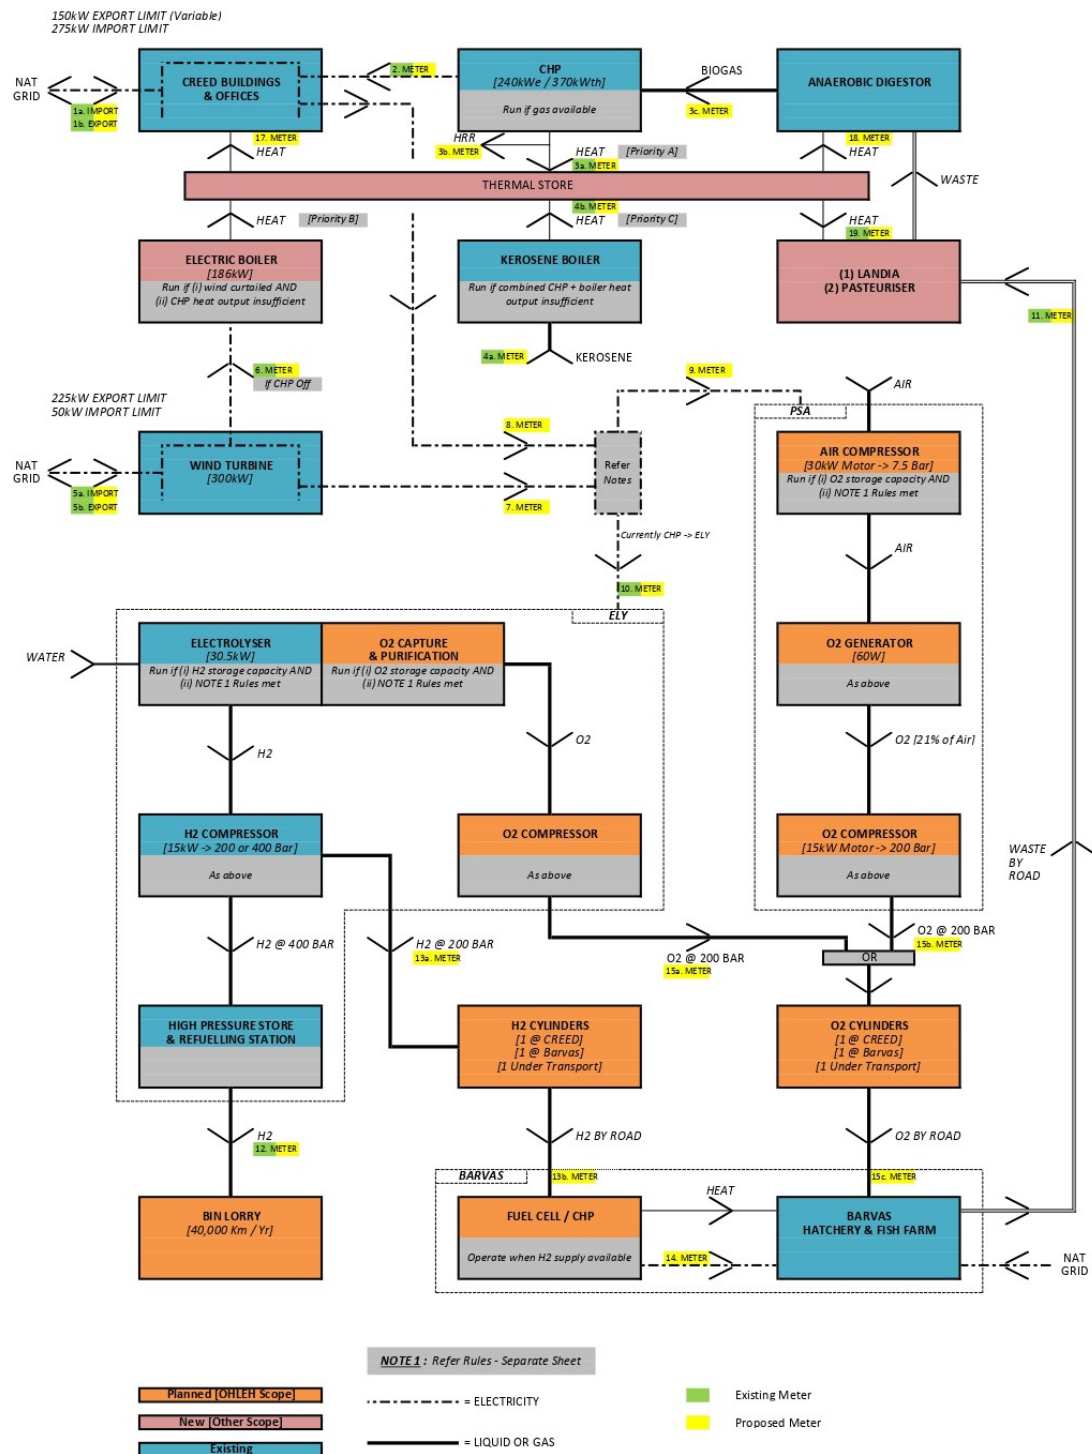 150kW EXPORT LIMIT (Variable)
275kW IMPORT LIMIT
NAT
GRID
1a. IMPORT
1b. EXPORT
CREED BUILDINGS
& OFFICES
2. METER
CHP
[240kWe / 370kWth]
Run if gas available
BIOGAS
3c. METER
ANAEROBIC DIGESTOR
17. METER
HEAT
HRR
3b. METER
HEAT
[Priority A]
3a. METER
18. METER
HEAT
WASTE
THERMAL STORE
HEAT
[Priority B]
4b. METER
HEAT
[Priority C]
HEAT
19. METER
ELECTRIC BOILER
[186kW]
Run if (i) wind curtailed AND
(ii) CHP heat output insufficient
KEROSENE BOILER
Run if combined CHP + boiler heat
output insufficient
(1) LANDIA
(2) PASTEURISER
11. METER
4a. METER
KEROSENE
6. METER
If CHP Off
9. METER
225kW EXPORT LIMIT
50kW IMPORT LIMIT
AIR
PSA
8. METER
NAT
GRID
5a. IMPORT
5b. EXPORT
WIND TURBINE
[300kW]
7. METER
Refer
Notes
AIR COMPRESSOR
[30kW Motor -> 7.5 Bar]
Run if (i) O2 storage capacity AND
(ii) NOTE 1 Rules met
Currently CHP -> ELY
AIR
10. METER
ELY
WATER
ELECTROLYSER
[30.5kW]
Run if (i) H2 storage capacity AND
(ii) NOTE 1 Rules met
O2 CAPTURE
& PURIFICATION
Run if (i) O2 storage capacity AND
(ii) NOTE 1 Rules met
O2 GENERATOR
[60W]
As above
H2
O2
O2 [21% of Air]
H2 COMPRESSOR
[15kW -> 200 or 400 Bar]
As above
O2 COMPRESSOR
As above
O2 COMPRESSOR
[15kW Motor -> 200 Bar]
As above
WASTE
BY
ROAD
H2 @ 400 BAR
H2 @ 200 BAR
13a. METER
O2 @ 200 BAR
15a. METER
O2 @ 200 BAR
15b. METER
OR
HIGH PRESSURE STORE
& REFUELLING STATION
H2 CYLINDERS
[1 @ CREED]
[1 @ Barvas]
[1 Under Transport]
O2 CYLINDERS
[1 @ CREED]
[1 @ Barvas]
[1 Under Transport]
H2
12. METER
H2 BY ROAD
O2 BY ROAD
BARVAS
13b. METER
15c. METER
BIN LORRY
[40,000 Km / Yr]
FUEL CELL / CHP
Operate when H2 supply available
HEAT
14. METER
BARVAS
HATCHERY & FISH FARM
NAT
GRID
NOTE 1 : Refer Rules - Separate Sheet
Planned [OHLEH Scope]
New [Other Scope]
Existing
= ELECTRICITY
= LIQUID OR GAS
Existing Meter
Proposed Meter